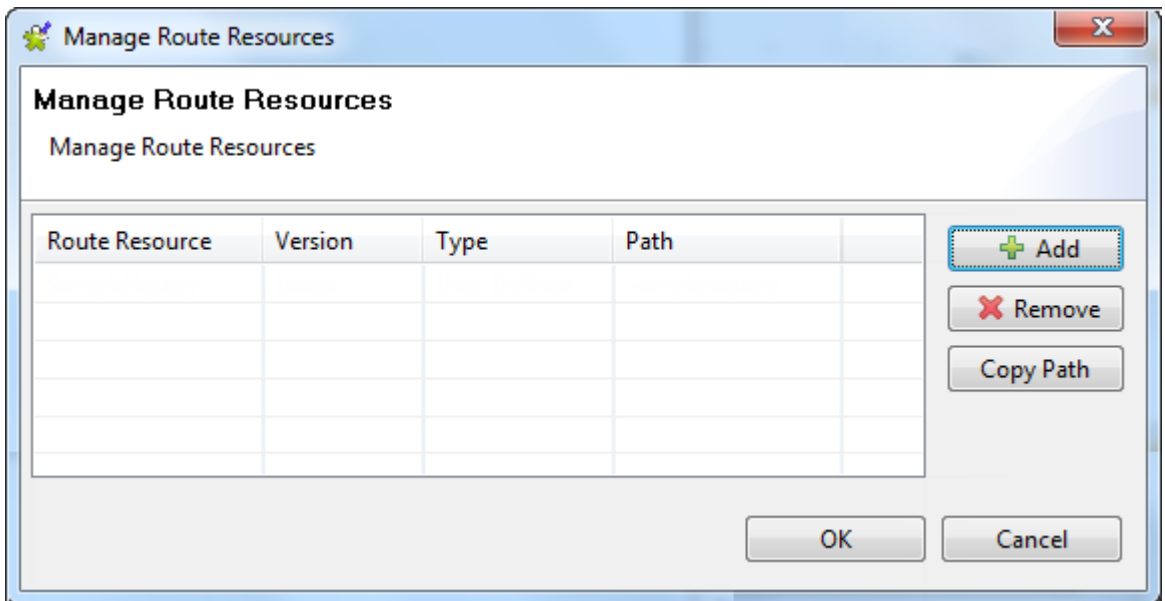 Manage Route Resources
Manage Route Resources
Manage Route Resources
Route Resource Version Type Path
Add
Remove
Copy Path
OK Cancel